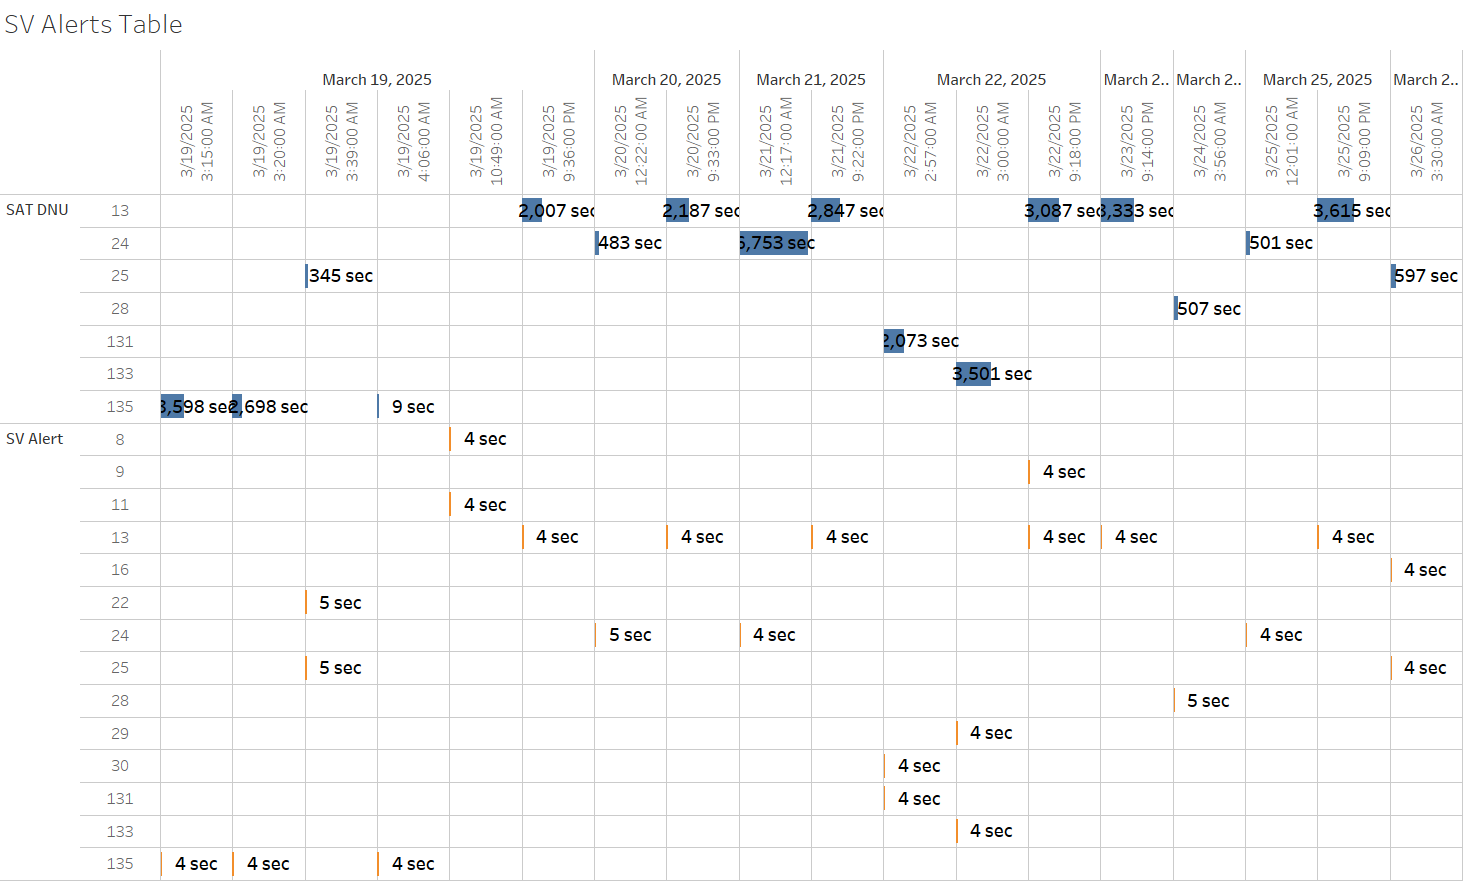 SV Alerts Table
March 19, 2025 March 20, 2025 March 21, 2025 March 22, 2025 March 2.. March 2.. March 25, 2025 March 2..
3/19/2025 3:15:00 AM
3/19/2025 3:20:00 AM
3/19/2025 3:39:00 AM
3/19/2025 4:06:00 AM
3/19/2025 10:49:00 AM
3/19/2025 9:36:00 PM
3/20/2025 12:22:00 AM
3/20/2025 9:33:00 PM
3/21/2025 12:17:00 AM
3/21/2025 9:22:00 PM
3/22/2025 2:57:00 AM
3/22/2025 3:00:00 AM
3/22/2025 9:18:00 PM
3/23/2025 9:14:00 PM
3/24/2025 3:56:00 AM
3/25/2025 12:01:00 AM
3/25/2025 9:09:00 PM
3/26/2025 3:30:00 AM
SAT DNU 13 2,007 sec 2,187 sec 2,847 sec 3,087 sec 3,333 sec 3,615 sec
24 483 sec 6,753 sec 501 sec
25 345 sec 597 sec
28 507 sec
131 2,073 sec
133 3,501 sec
135 3,598 sec 2,698 sec 9 sec
SV Alert 8 4 sec
9 4 sec
11 4 sec
13 4 sec 4 sec 4 sec 4 sec 4 sec 4 sec
16 4 sec
22 5 sec
24 5 sec 4 sec 4 sec
25 5 sec 4 sec
28 5 sec
29 4 sec
30 4 sec
131 4 sec
133 4 sec
135 4 sec 4 sec 4 sec